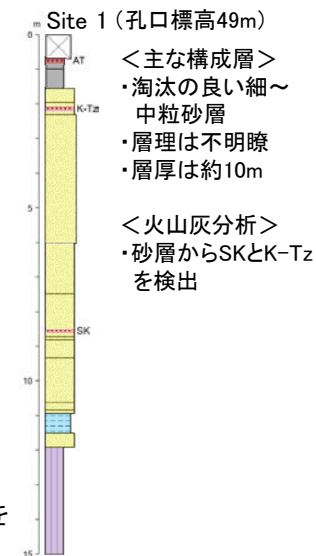 m Site 1（孔口標高49m）
0
AT
K-Tz
5
SK
10
15
＜主な構成層＞
・淘汰の良い細～
中粒砂層
・層理は不明瞭
・層厚は約10m
＜火山灰分析＞
・砂層からSKとK-Tz
を検出
を